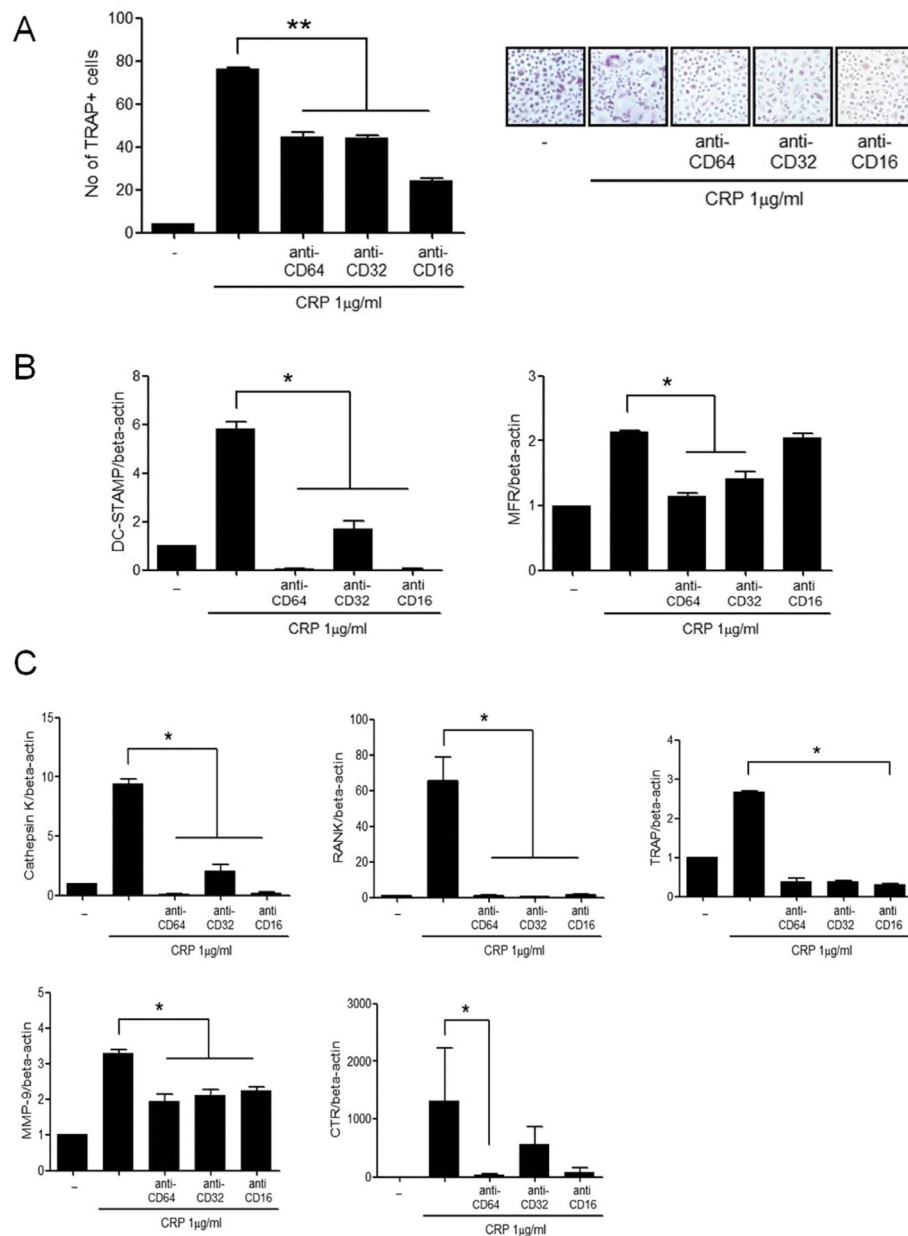 A
No of TRAP+ cells
100
80
60
40
20
0
**
-
anti-
CD64
anti-
CD32
anti-
CD16
CRP 1µg/ml
-
anti-
CD64
anti-
CD32
anti-
CD16
CRP 1µg/ml
B
DC-STAMP/beta-actin
8
6
4
2
0
*
–
anti-
CD64
anti-
CD32
anti
CD16
CRP 1µg/ml
MFR/beta-actin
3
2
1
0
*
–
anti-
CD64
anti-
CD32
anti
CD16
CRP 1µg/ml
C
Cathepsin K/beta-actin
15
10
5
0
*
–
anti-
CD64
anti-
CD32
anti
CD16
CRP 1µg/ml
RANK/beta-actin
100
80
60
40
20
0
*
–
anti-
CD64
anti-
CD32
anti
CD16
CRP 1µg/ml
TRAP/beta-actin
4
3
2
1
0
*
–
anti-
CD64
anti-
CD32
anti
CD16
CRP 1µg/ml
MMP-9/beta-actin
5
4
3
2
1
0
*
–
anti-
CD64
anti-
CD32
anti
CD16
CRP 1µg/ml
CTR/beta-actin
3000
2000
1000
0
*
–
anti-
CD64
anti-
CD32
anti
CD16
CRP 1µg/ml